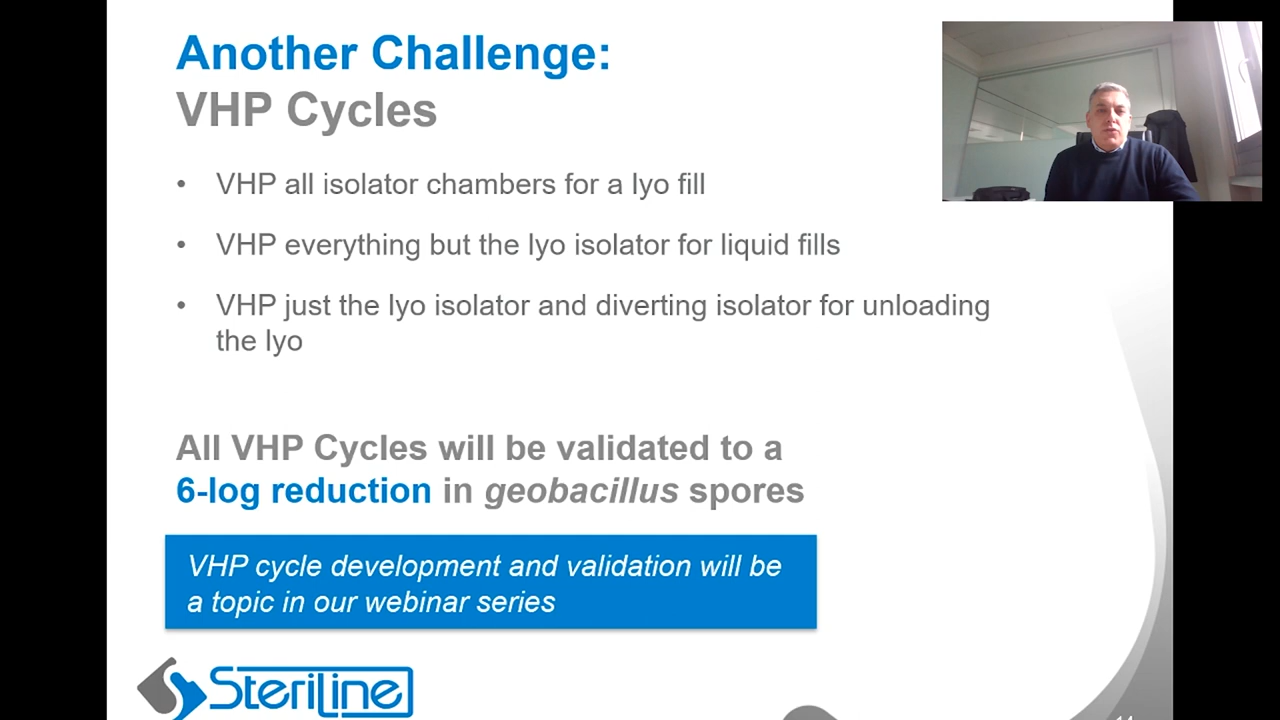 Another Challenge:
VHP Cycles
• VHP all isolator chambers for a lyo fill
• VHP everything but the lyo isolator for liquid fills
• VHP just the lyo isolator and diverting isolator for unloading
the lyo
All VHP Cycles will be validated to a
6-log reduction in geobacillus spores
VHP cycle development and validation will be
a topic in our webinar series
SteriLine